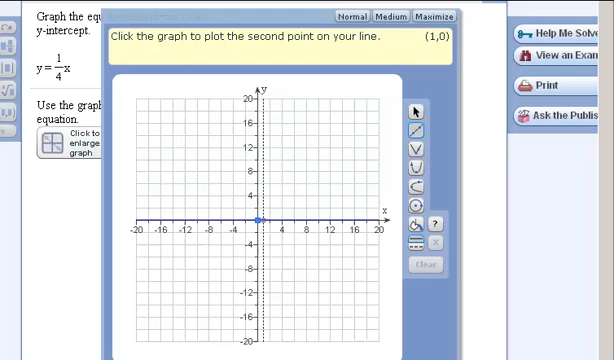 Graph the equ
y-intercept.
y = 1/4 x
Use the graph
equation.
Click to
enlarge
graph
Normal Medium Maximize
Click the graph to plot the second point on your line. (1,0)
y
20
16
12
8
4
x
-20 -16 -12 -8 -4 4 8 12 16 20
-4
-8
-12
-16
-20
?
x
Clear
Help Me Solve
View an Exam
Print
Ask the Publis